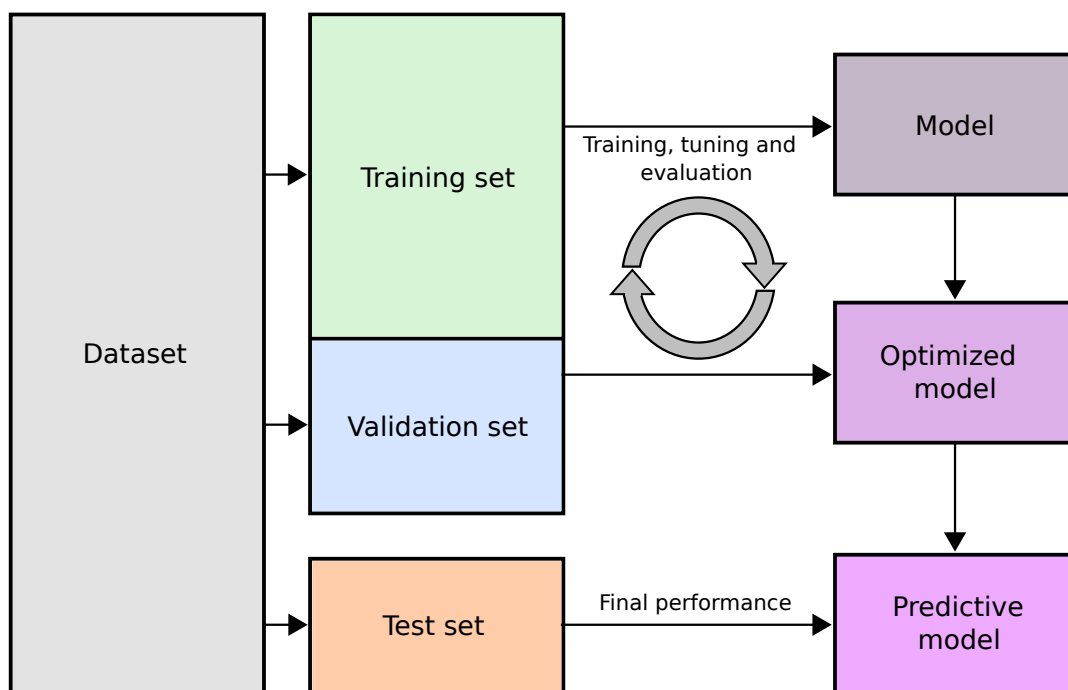 Dataset
Training set
Validation set
Test set
Training, tuning and
evaluation
Final performance
Model
Optimized
model
Predictive
model